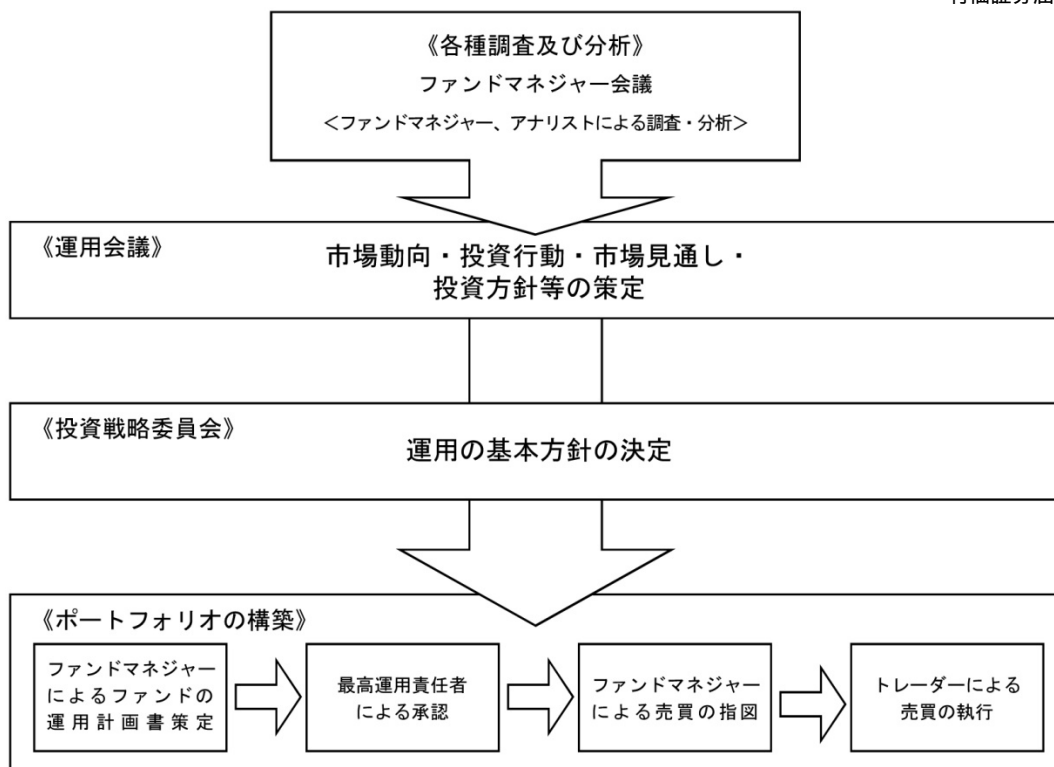 《各種調査及び分析》
ファンドマネジャー会議
＜ファンドマネジャー、アナリストによる調査・分析＞
《運用会議》
市場動向・投資行動・市場見通し・
投資方針等の策定
《投資戦略委員会》
運用の基本方針の決定
《ポートフォリオの構築》
ファンドマネジャー
によるファンドの
運用計画書策定
最高運用責任者
による承認
ファンドマネジャー
による売買の指図
トレーダーによる
売買の執行